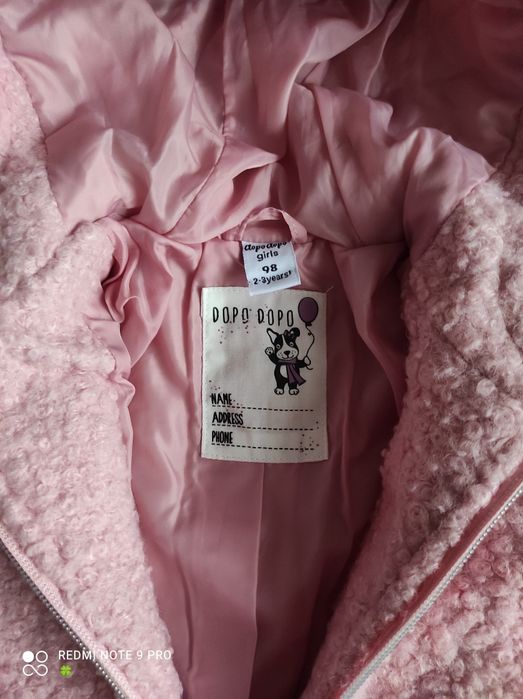 dopodopo
girls
98
2-3years!
DOPO DOPO
NAME
ADDRESS
PHONE
REDMI NOTE 9 PRO